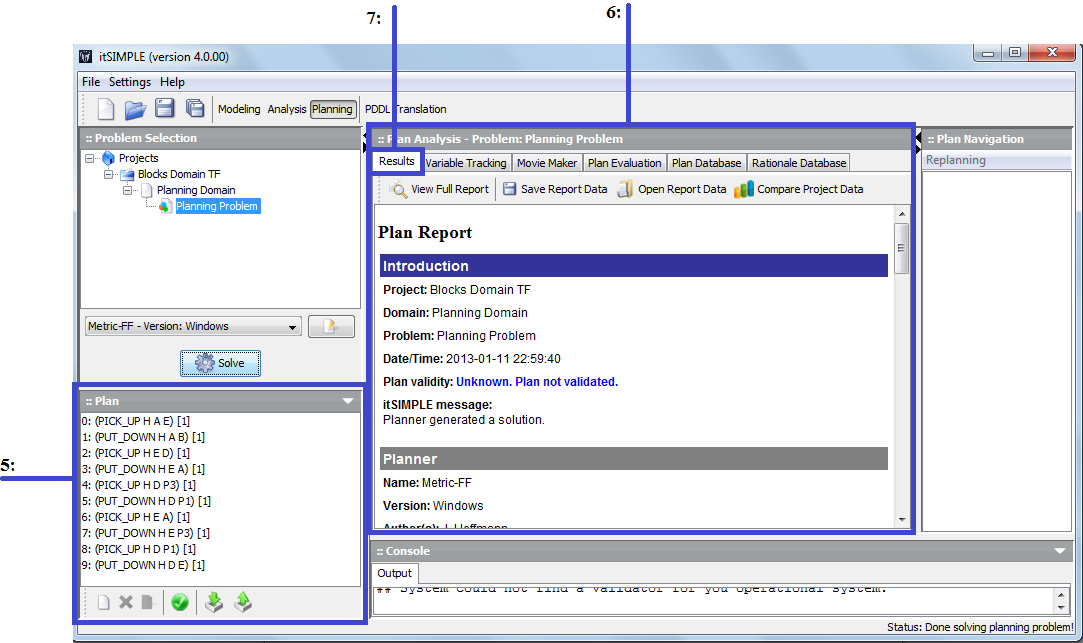 7:
6:
itSIMPLE (version 4.0.00)
File Settings Help
Modeling Analysis Planning PDDL Translation
:: Problem Selection
Projects
Blocks Domain TF
Planning Domain
Planning Problem
Metric-FF - Version: Windows
Solve
:: Plan
5:
0: (PICK_UP H A E) [1]
1: (PUT_DOWN H A B) [1]
2: (PICK_UP H E D) [1]
3: (PUT_DOWN H E A) [1]
4: (PICK_UP H D P3) [1]
5: (PUT_DOWN H D P1) [1]
6: (PICK_UP H E A) [1]
7: (PUT_DOWN H E P3) [1]
8: (PICK_UP H D P1) [1]
9: (PUT_DOWN H D E) [1]
:: Plan Analysis - Problem: Planning Problem
Results Variable Tracking Movie Maker Plan Evaluation Plan Database Rationale Database
View Full Report Save Report Data Open Report Data Compare Project Data
Plan Report
Introduction
Project: Blocks Domain TF
Domain: Planning Domain
Problem: Planning Problem
Date/Time: 2013-01-11 22:59:40
Plan validity: Unknown. Plan not validated.
itSIMPLE message:
Planner generated a solution.
Planner
Name: Metric-FF
Version: Windows
Author(s): J. Hoffmann
:: Plan Navigation
Replanning
:: Console
Output
## System could not find a validator for you operational system.
Status: Done solving planning problem!